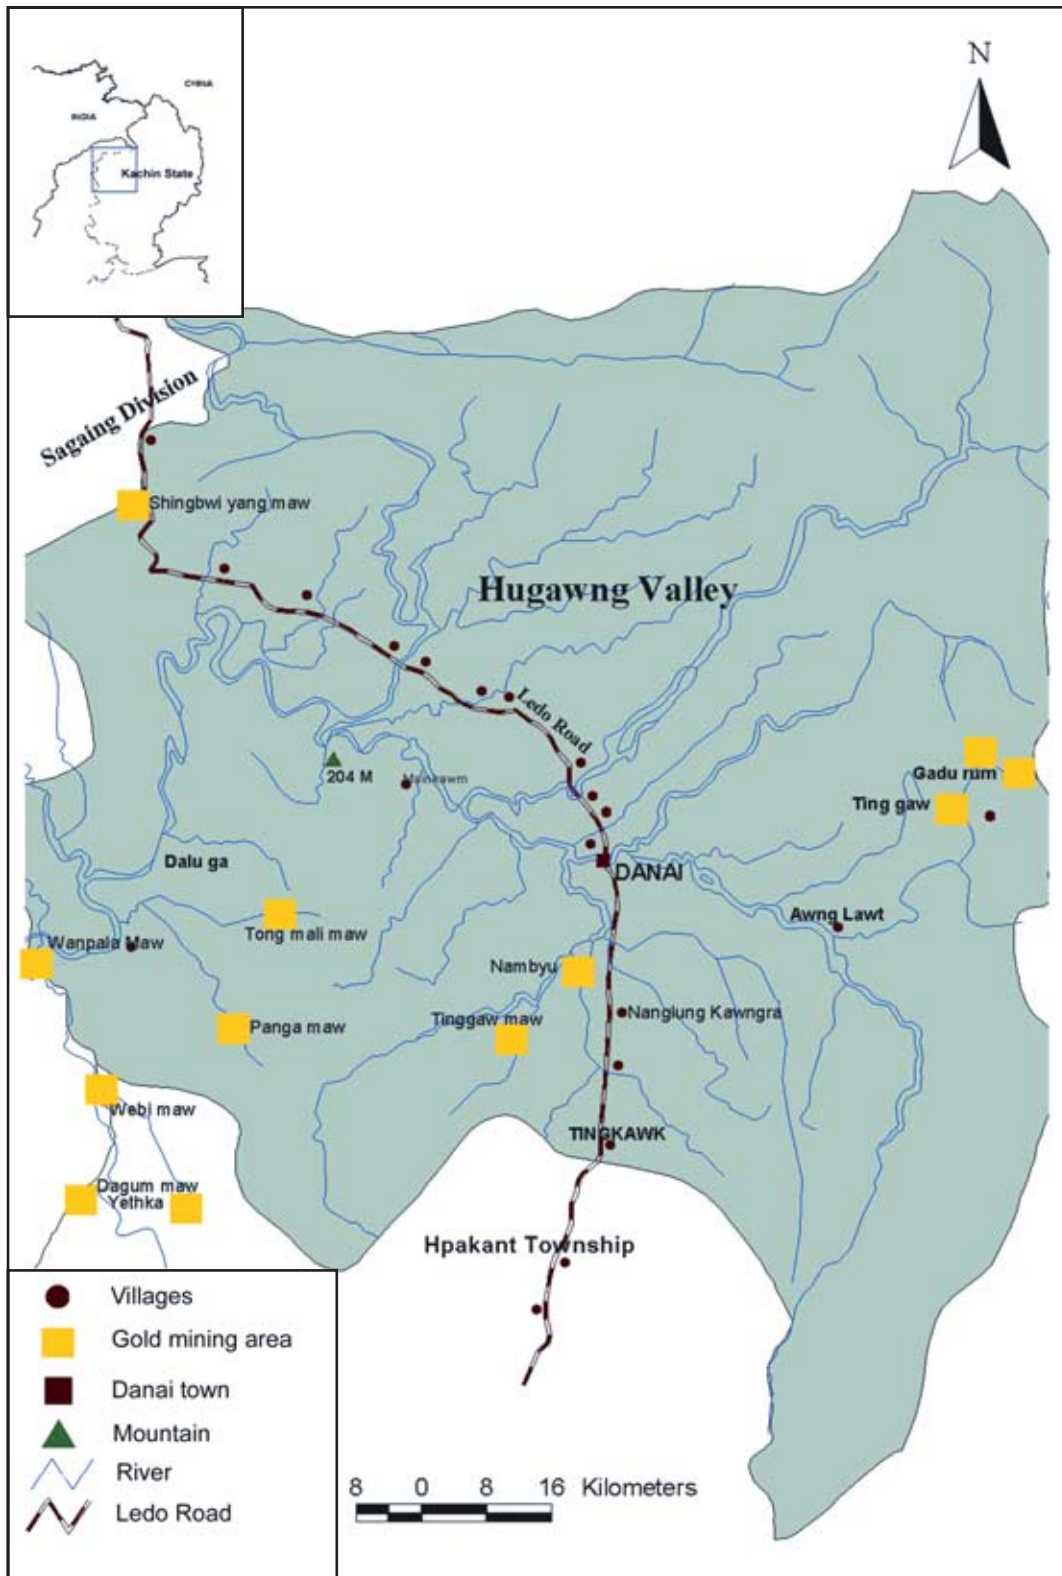 CHINA
INDIA
Kachin State
N
Sagaing Division
Shingbwi yang maw
Hugawng Valley
Ledo Road
204 M
Gadu rum
Ting gaw
Dalu ga
DANAI
Awng Lawt
Tong mali maw
Wanpala Maw
Nambyu
Nanglung Kawngra
Tinggaw maw
Panga maw
Webi maw
TINGKAWK
Dagum maw
Yethka
Hpakant Township
Villages
Gold mining area
Danai town
Mountain
River
Ledo Road
8 0 8 16 Kilometers